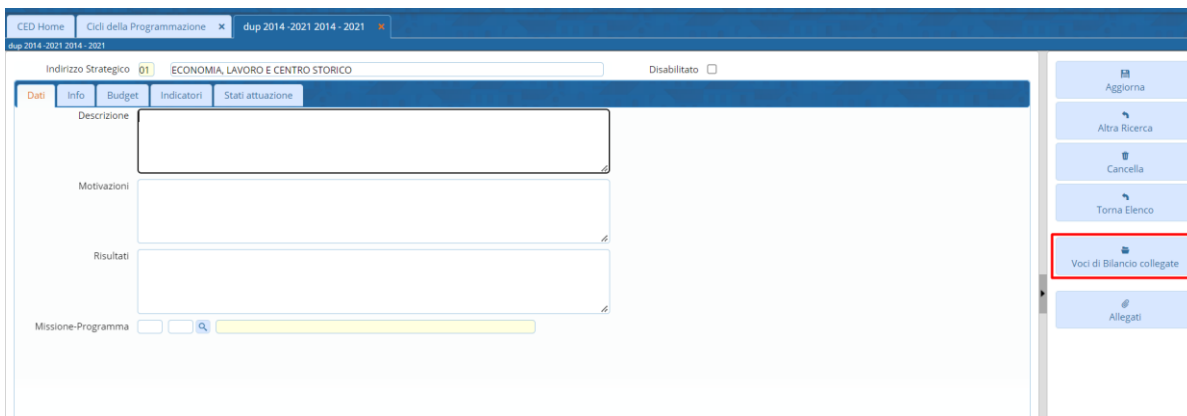 CED Home Cicli della Programmazione x dup 2014 -2021 2014 - 2021 x
dup 2014 -2021 2014 - 2021
Indirizzo Strategico 01 ECONOMIA, LAVORO E CENTRO STORICO Disabilitato
Dati Info Budget Indicatori Stati attuazione
Descrizione
Motivazioni
Risultati
Missione-Programma
Aggiorna
Altra Ricerca
Cancella
Torna Elenco
Voci di Bilancio collegate
Allegati